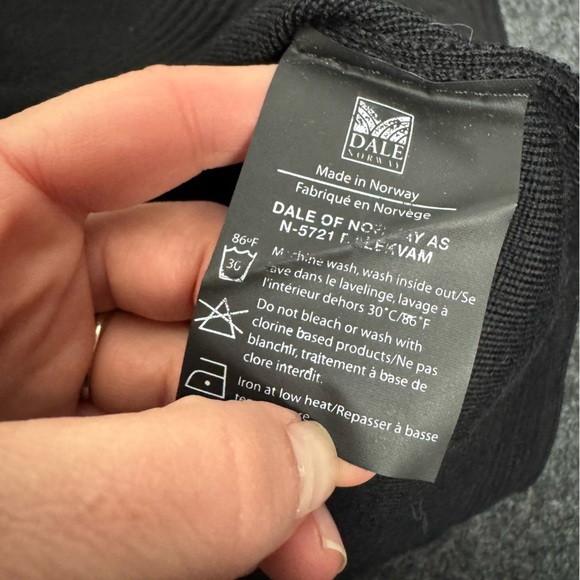 DALE
NORWAY
Made in Norway
Fabriqué en Norvège
DALE OF NORWAY AS
N-5721 DALEKVAM
86°F
30
Machine wash, wash inside out/Se
lave dans le lavelinge, lavage à
l'intérieur dehors 30°C/86°F
Do not bleach or wash with
clorine based products/Ne pas
blanchir, traitement à base de
clore interdit.
Iron at low heat/Repasser à basse